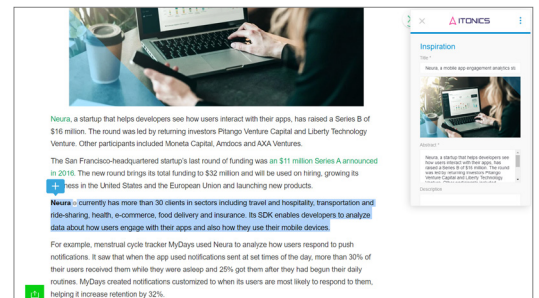 Neura, a startup that helps developers see how users interact with their apps, has raised a Series B of
$16 million. The round was led by returning investors Pitango Venture Capital and Liberty Technology
Venture. Other participants included Moneta Capital, Amdocs and AXA Ventures.
The San Francisco-headquartered startup's last round of funding was an $11 million Series A announced
in 2016. The new round brings its total funding to $32 million and will be used on hiring, growing its
ness in the United States and the European Union and launching new products.
Neura currently has more than 30 clients in sectors including travel and hospitality, transportation and
ride-sharing, health, e-commerce, food delivery and insurance. Its SDK enables developers to analyze
data about how users engage with their apps and also how they use their mobile devices.
For example, menstrual cycle tracker MyDays used Neura to analyze how users respond to push
notifications. It saw that when the app used notifications sent at set times of the day, more than 30% of
their users received them while they were asleep and 25% got them after they had begun their daily
routines. MyDays created notifications customized to when its users are most likely to respond to them,
helping it increase retention by 32%.
ITONICS
Inspiration
Title *
Neura, a mobile app engagement analytics st
Abstract *
Neura, a startup that helps developers see
how users interact with their apps, has
raised a Series B of $16 million. The round
was led by returning investors Pitango
Venture Capital and Liberty Technology
Description